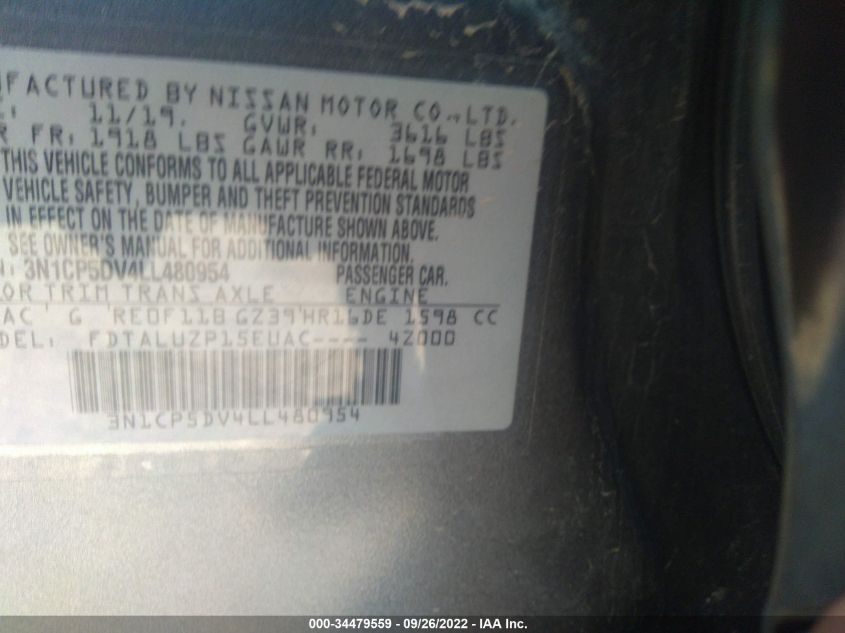 FACTURED BY NISSAN MOTOR CO.,LTD.
11/19. GVWR: 3616 LBS
FR: 1918 LBS GAWR RR: 1698 LBS
THIS VEHICLE CONFORMS TO ALL APPLICABLE FEDERAL MOTOR
VEHICLE SAFETY, BUMPER AND THEFT PREVENTION STANDARDS
IN EFFECT ON THE DATE OF MANUFACTURE SHOWN ABOVE.
SEE OWNER'S MANUAL FOR ADDITIONAL INFORMATION.
N: 3N1CP5DV4LL480954 PASSENGER CAR.
OR TRIM TRANS AXLE ENGINE
AC G RE0F11B GZ39 HR16DE 1598 CC
DEL: FDTALUZP15EUAC---- 42000
3N1CP5DV4LL480954
000-34479559 - 09/26/2022 - IAA Inc.